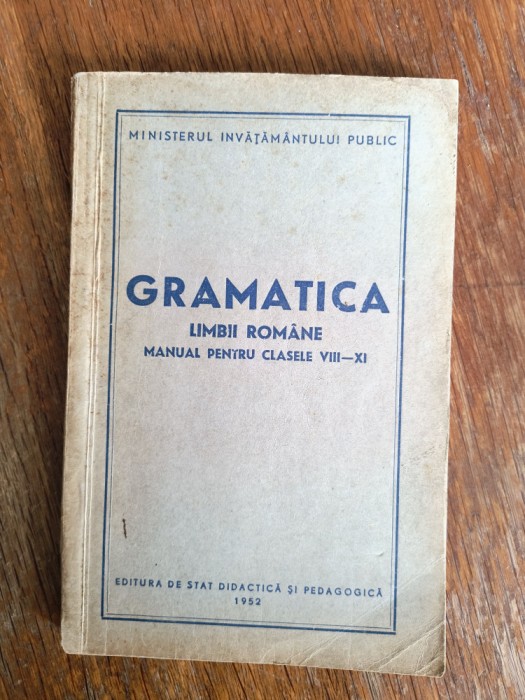 MINISTERUL INVĂȚĂMÂNTULUI PUBLIC
GRAMATICA
LIMBII ROMÂNE
MANUAL PENTRU CLASELE VIII—XI
EDITURA DE STAT DIDACTICĂ ȘI PEDAGOGICĂ
1952